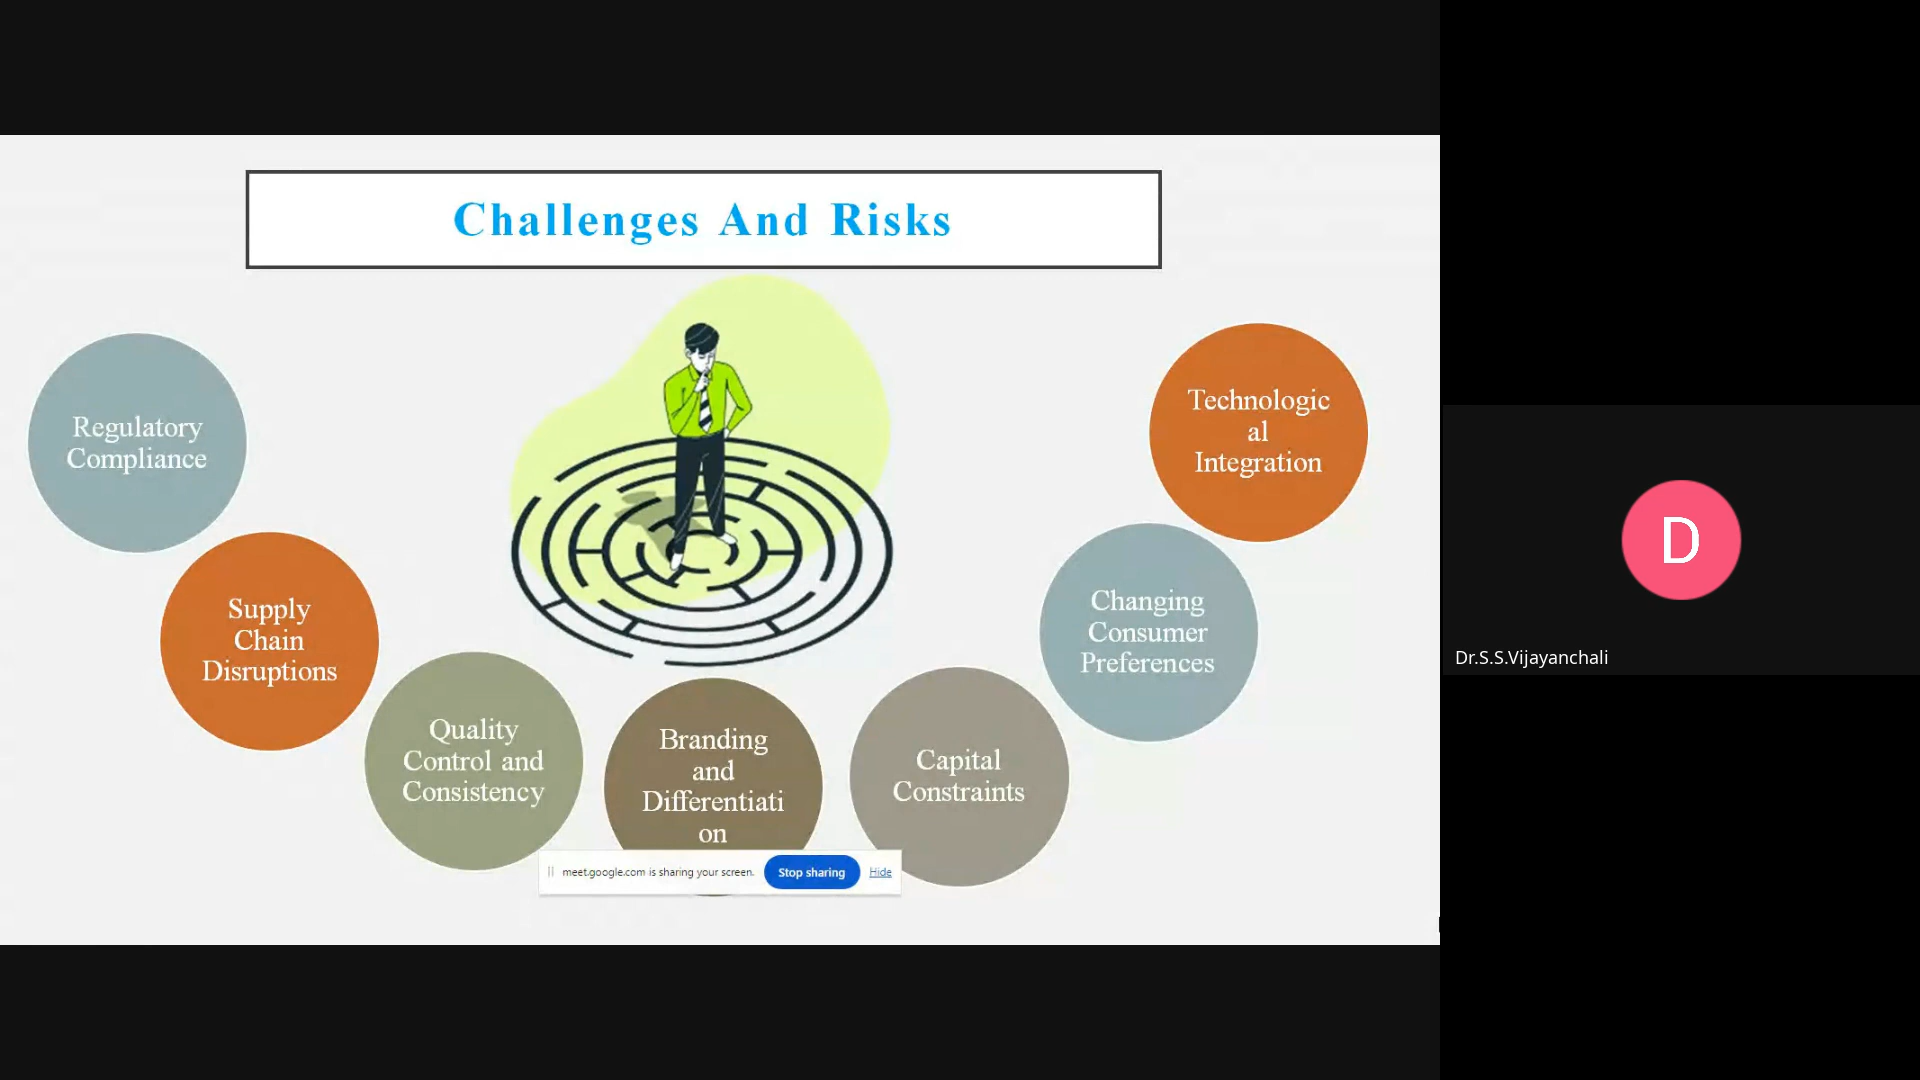 Challenges And Risks
Regulatory
Compliance
Supply
Chain
Disruptions
Quality
Control and
Consistency
Branding
and
Differentiati
on
Capital
Constraints
Changing
Consumer
Preferences
Technologic
al
Integration
meet.google.com is sharing your screen.
Stop sharing
Hide
D
Dr.S.S.Vijayanchali